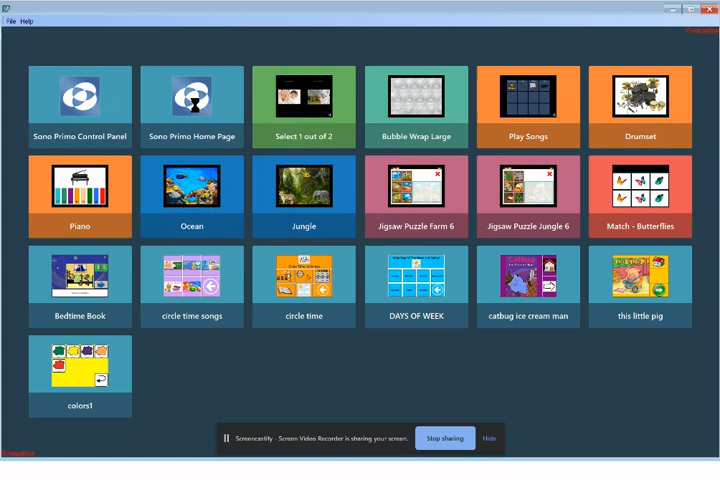 File Help
Evaluation
Sono Primo Control Panel
Sono Primo Home Page
Select 1 out of 2
Bubble Wrap Large
Play Songs
Drumset
Piano
Ocean
Jungle
Jigsaw Puzzle Farm 6
Jigsaw Puzzle Jungle 6
Match - Butterflies
Bedtime Book
circle time songs
circle time
DAYS OF WEEK
catbug ice cream man
this little pig
colors1
Screencastify - Screen Video Recorder is sharing your screen.
Stop sharing
Hide
Evaluation